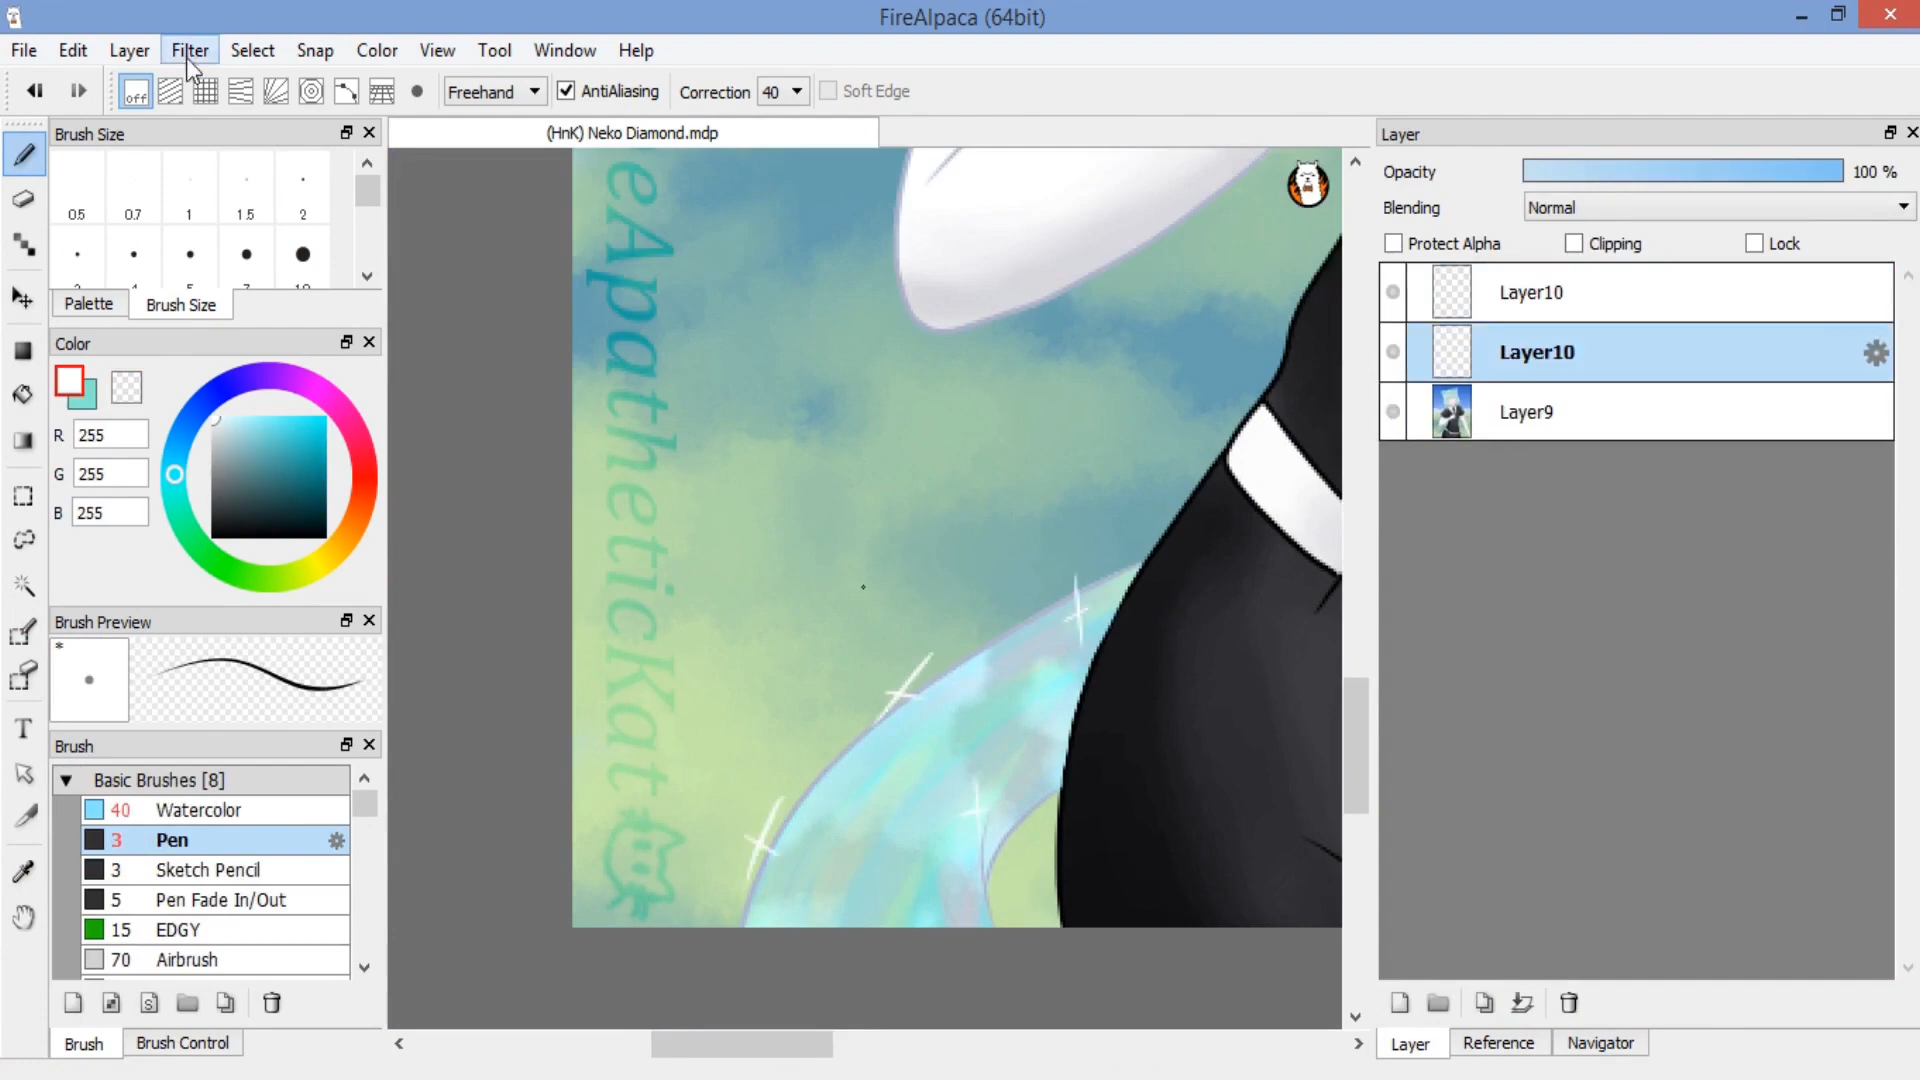 FireAlpaca (64bit)
File Edit Layer Filter Select Snap Color View Tool Window Help
off Freehand AntiAliasing Correction 40 Soft Edge
Brush Size
(HnK) Neko Diamond.mdp
Layer
0.5 0.7 1 1.5 2
Palette Brush Size
Color
R 255
G 255
B 255
Brush Preview
*
Brush
Basic Brushes [8]
40 Watercolor
3 Pen
3 Sketch Pencil
5 Pen Fade In/Out
15 EDGY
70 Airbrush
Brush Brush Control
eApatheticKat
Opacity 100 %
Blending Normal
Protect Alpha Clipping Lock
Layer10
Layer10
Layer9
Layer Reference Navigator